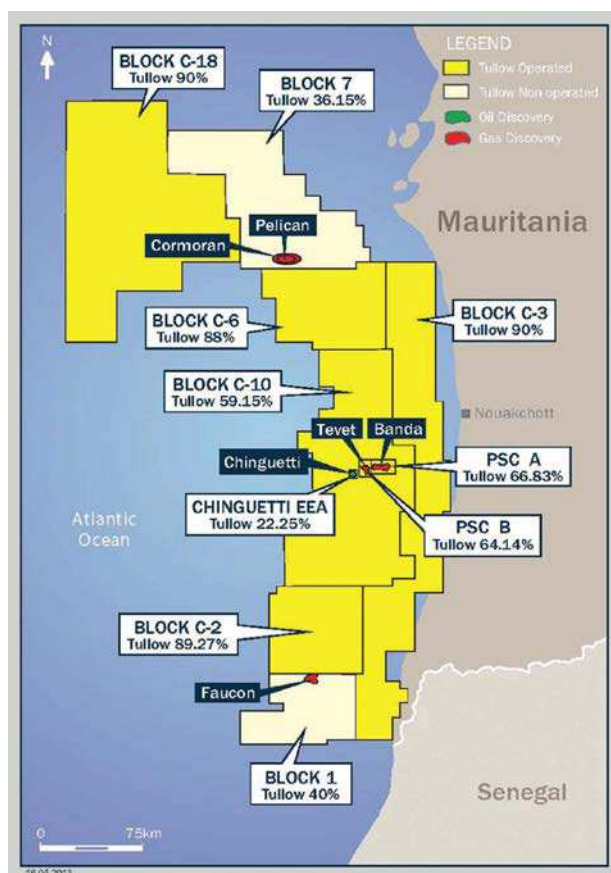 N
BLOCK C-18
Tullow 90%
BLOCK 7
Tullow 36.15%
LEGEND
Tullow Operated
Tullow Non-operated
Oil Discovery
Gas Discovery
Mauritania
Pelican
Cormoran
BLOCK C-6
Tullow 88%
BLOCK C-3
Tullow 90%
BLOCK C-10
Tullow 59.15%
Nouakchott
Tevet
Banda
Chinguetti
PSC A
Tullow 66.83%
CHINGUETTI EEA
Tullow 22.25%
PSC B
Tullow 64.14%
Atlantic
Ocean
BLOCK C-2
Tullow 89.27%
Faucon
BLOCK 1
Tullow 40%
Senegal
0
75km